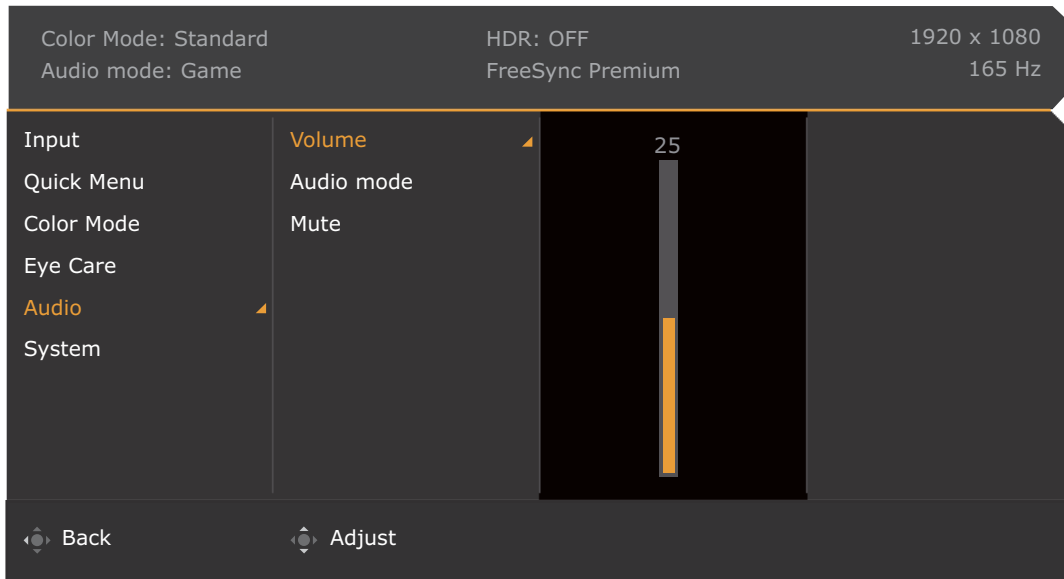 Color Mode: Standard
HDR: OFF
1920 x 1080
Audio mode: Game
FreeSync Premium
165 Hz
Input
Quick Menu
Color Mode
Eye Care
Audio
System
Volume
Audio mode
Mute
25
Back
Adjust